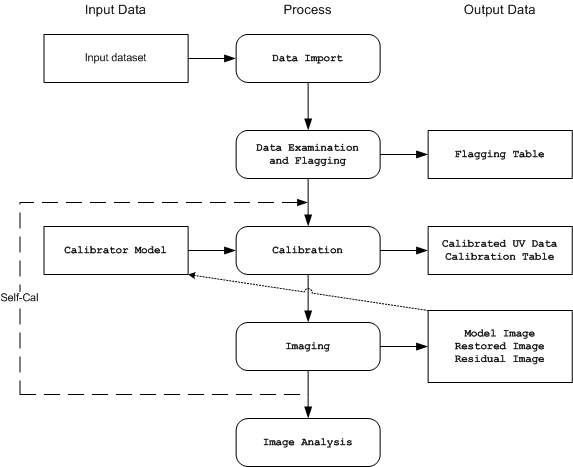 Input Data
Process
Output Data
Input dataset
Data Import
Data Examination
and Flagging
Flagging Table
Calibrator Model
Calibration
Calibrated UV Data
Calibration Table
Self-Cal
Imaging
Model Image
Restored Image
Residual Image
Image Analysis